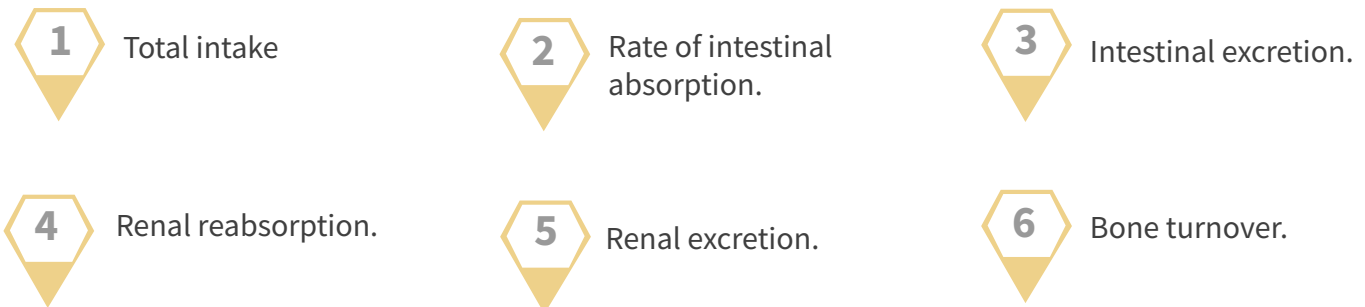 1
Total intake
2
Rate of intestinal
absorption.
3
Intestinal excretion.
4
Renal reabsorption.
5
Renal excretion.
6
Bone turnover.